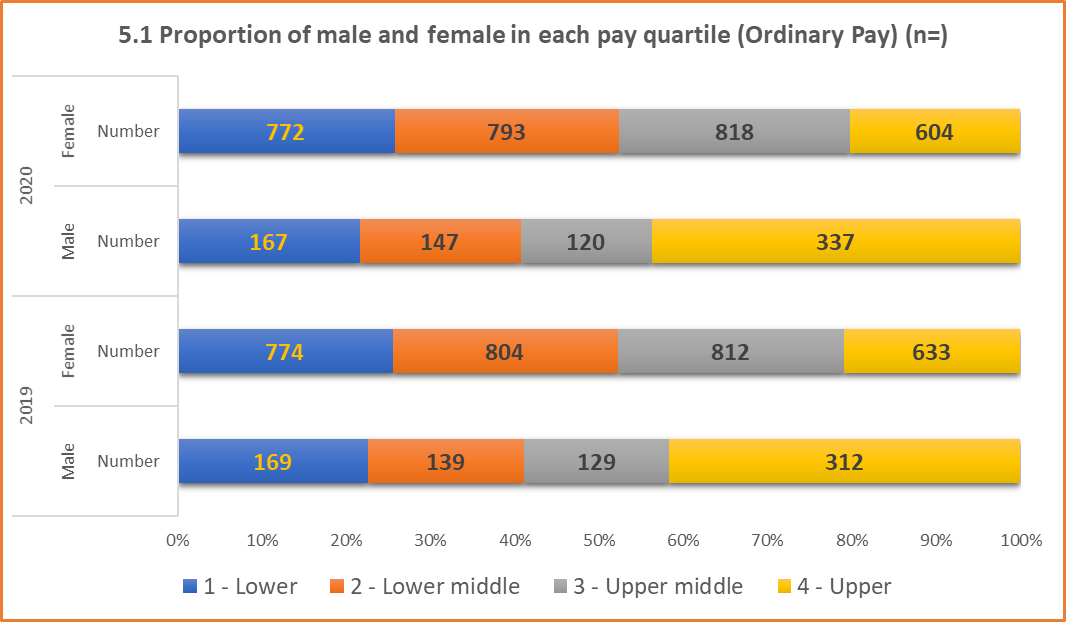 5.1 Proportion of male and female in each pay quartile (Ordinary Pay) (n=)
2020
Female
Number
772 793 818 604
Male
Number
167 147 120 337
2019
Female
Number
774 804 812 633
Male
Number
169 139 129 312
0% 10% 20% 30% 40% 50% 60% 70% 80% 90% 100%
1 - Lower 2 - Lower middle 3 - Upper middle 4 - Upper